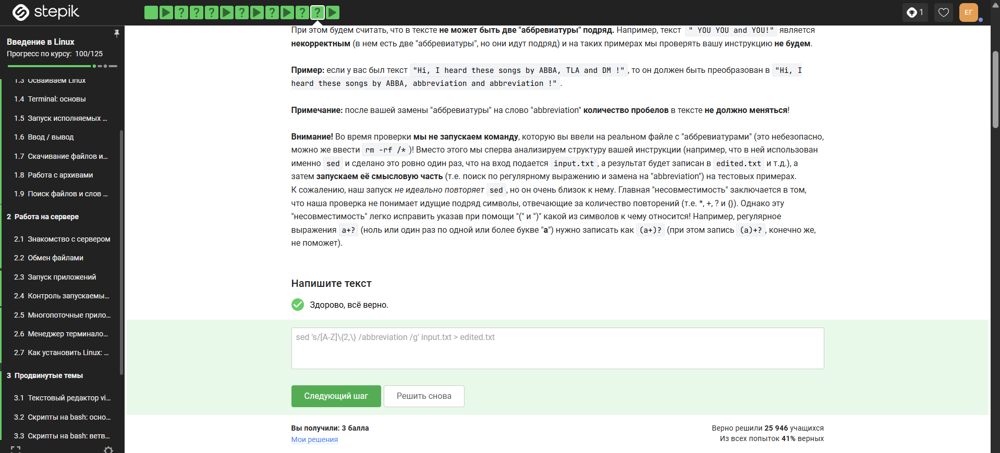 stepik
1
ЕГ
Введение в Linux
Прогресс по курсу: 100/125
1.3 Осваиваем Linux
1.4 Terminal: основы
1.5 Запуск исполняемых ...
1.6 Ввод / вывод
1.7 Скачивание файлов и...
1.8 Работа с архивами
1.9 Поиск файлов и слов ...
2 Работа на сервере
2.1 Знакомство с сервером
2.2 Обмен файлами
2.3 Запуск приложений
2.4 Контроль запускаемы...
2.5 Многопоточные прило...
2.6 Менеджер терминало...
2.7 Как установить Linux: ...
3 Продвинутые темы
3.1 Текстовый редактор vi...
3.2 Скрипты на bash: осно...
3.3 Скрипты на bash: ветв...
При этом будем считать, что в тексте не может быть две "аббревиатуры" подряд. Например, текст " YOU YOU and YOU!" является
некорректным (в нем есть две "аббревиатуры", но они идут подряд) и на таких примерах мы проверять вашу инструкцию не будем.
Пример: если у вас был текст "Hi, I heard these songs by ABBA, TLA and DM !", то он должен быть преобразован в "Hi, I
heard these songs by ABBA, abbreviation and abbreviation !".
Примечание: после вашей замены "аббревиатуры" на слово "abbreviation" количество пробелов в тексте не должно меняться!
Внимание! Во время проверки мы не запускаем команду, которую вы ввели на реальном файле с "аббревиатурами" (это небезопасно,
можно же ввести rm -rf /*)! Вместо этого мы сперва анализируем структуру вашей инструкции (например, что в ней использован
именно sed и сделано это ровно один раз, что на вход подается input.txt, а результат будет записан в edited.txt и т.д.), а
затем запускаем её смысловую часть (т.е. поиск по регулярному выражению и замена на "abbreviation") на тестовых примерах.
К сожалению, наш запуск не идеально повторяет sed, но он очень близок к нему. Главная "несовместимость" заключается в том,
что наша проверка не понимает идущие подряд символы, отвечающие за количество повторений (т.е. *, +, ? и {}). Однако эту
"несовместимость" легко исправить указав при помощи "(" и ")" какой из символов к чему относится! Например, регулярное
выражения a+? (ноль или один раз по одной или более букве "a") нужно записать как (a+)? (при этом запись (a)+?, конечно же,
не поможет).
Напишите текст
Здорово, всё верно.
sed 's/[A-Z]\{2,\} /abbreviation /g' input.txt > edited.txt
Следующий шаг
Решить снова
Вы получили: 3 балла
Мои решения
Верно решили 25 946 учащихся
Из всех попыток 41% верных